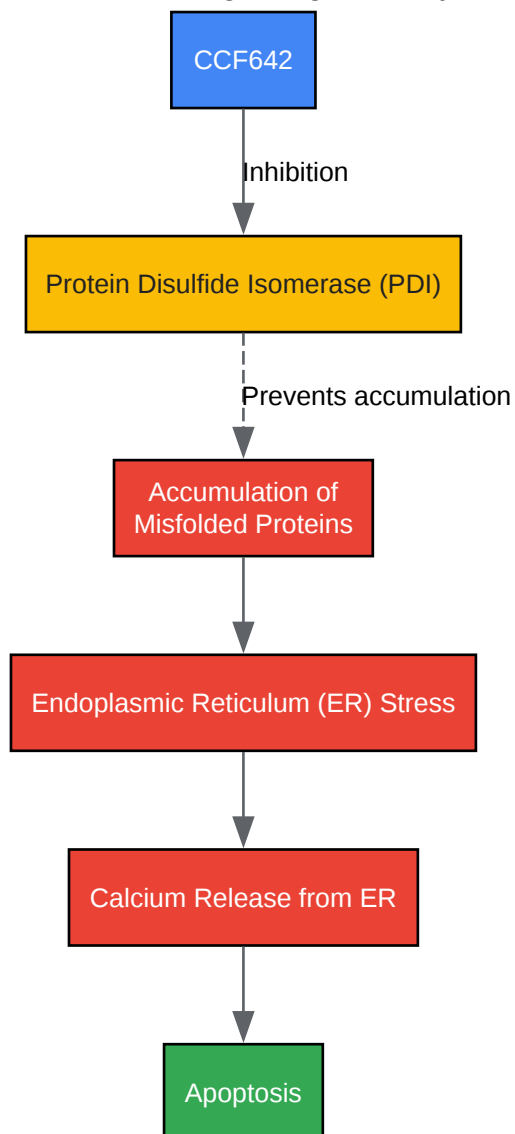 CCF642
Inhibition
Protein Disulfide Isomerase (PDI)
Prevents accumulation
Accumulation of
Misfolded Proteins
Endoplasmic Reticulum (ER) Stress
Calcium Release from ER
Apoptosis